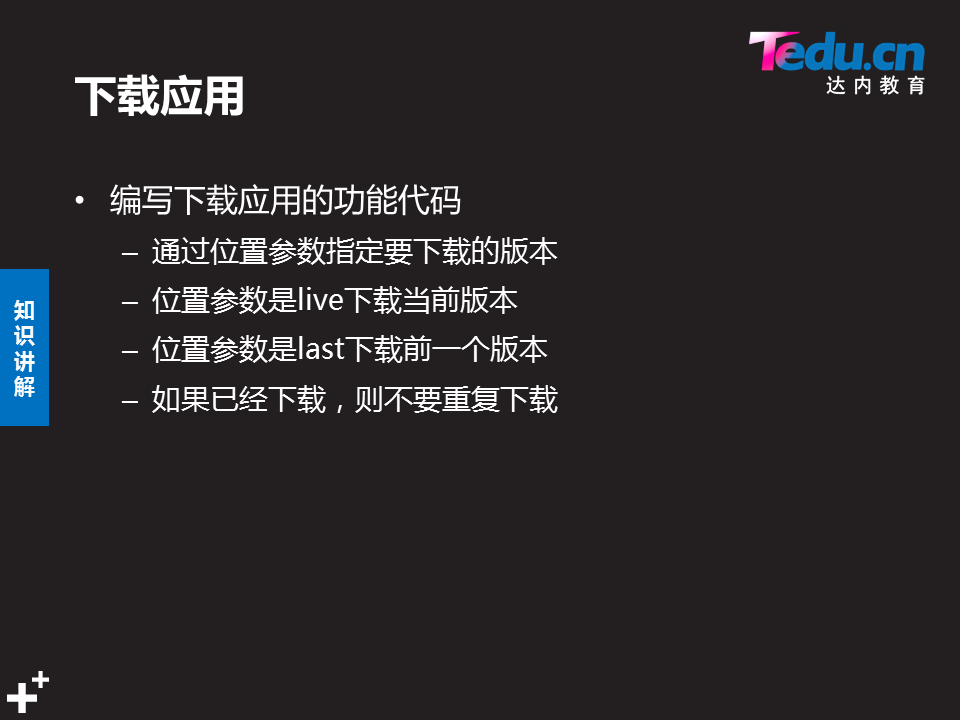 Tedu.cn
达内教育
下载应用
• 编写下载应用的功能代码
– 通过位置参数指定要下载的版本
– 位置参数是live下载当前版本
– 位置参数是last下载前一个版本
– 如果已经下载，则不要重复下载
知识讲解